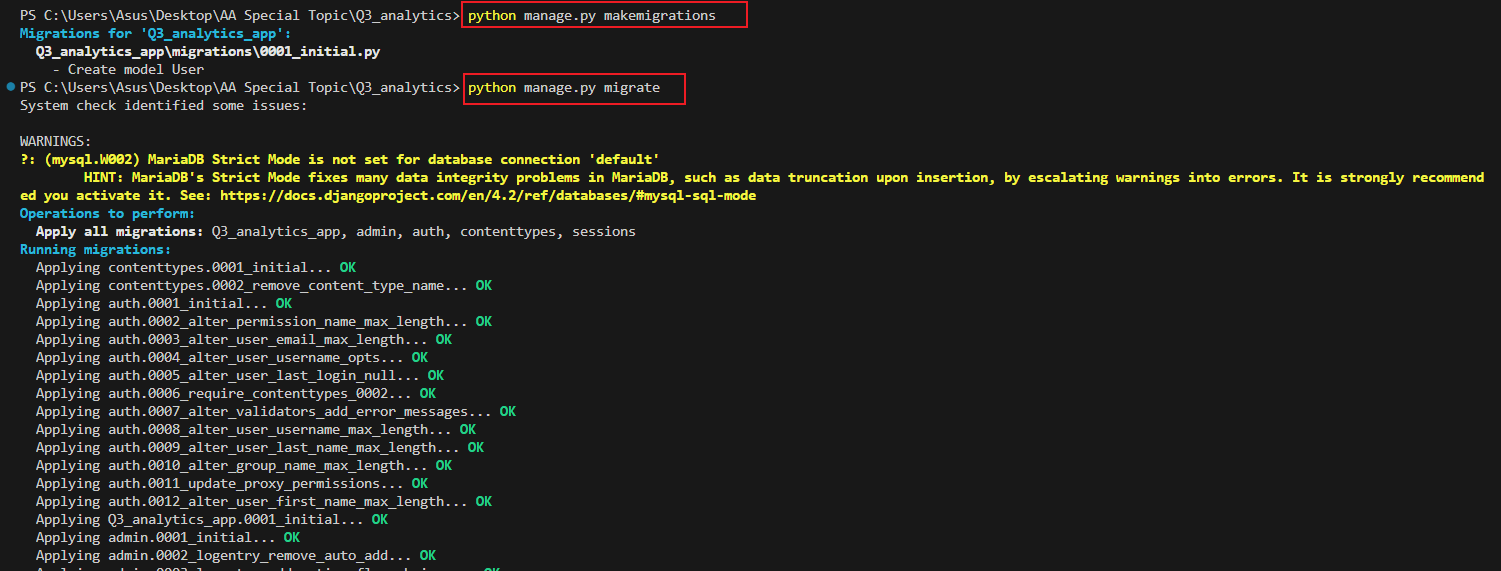 PS C:\Users\Asus\Desktop\AA Special Topic\Q3_analytics> python manage.py makemigrations
Migrations for 'Q3_analytics_app':
Q3_analytics_app\migrations\0001_initial.py
- Create model User
PS C:\Users\Asus\Desktop\AA Special Topic\Q3_analytics> python manage.py migrate
System check identified some issues:
WARNINGS:
?: (mysql.W002) MariaDB Strict Mode is not set for database connection 'default'
HINT: MariaDB's Strict Mode fixes many data integrity problems in MariaDB, such as data truncation upon insertion, by escalating warnings into errors. It is strongly recommend
ed you activate it. See: https://docs.djangoproject.com/en/4.2/ref/databases/#mysql-sql-mode
Operations to perform:
Apply all migrations: Q3_analytics_app, admin, auth, contenttypes, sessions
Running migrations:
Applying contenttypes.0001_initial... OK
Applying contenttypes.0002_remove_content_type_name... OK
Applying auth.0001_initial... OK
Applying auth.0002_alter_permission_name_max_length... OK
Applying auth.0003_alter_user_email_max_length... OK
Applying auth.0004_alter_user_username_opts... OK
Applying auth.0005_alter_user_last_login_null... OK
Applying auth.0006_require_contenttypes_0002... OK
Applying auth.0007_alter_validators_add_error_messages... OK
Applying auth.0008_alter_user_username_max_length... OK
Applying auth.0009_alter_user_last_name_max_length... OK
Applying auth.0010_alter_group_name_max_length... OK
Applying auth.0011_update_proxy_permissions... OK
Applying auth.0012_alter_user_first_name_max_length... OK
Applying Q3_analytics_app.0001_initial... OK
Applying admin.0001_initial... OK
Applying admin.0002_logentry_remove_auto_add... OK